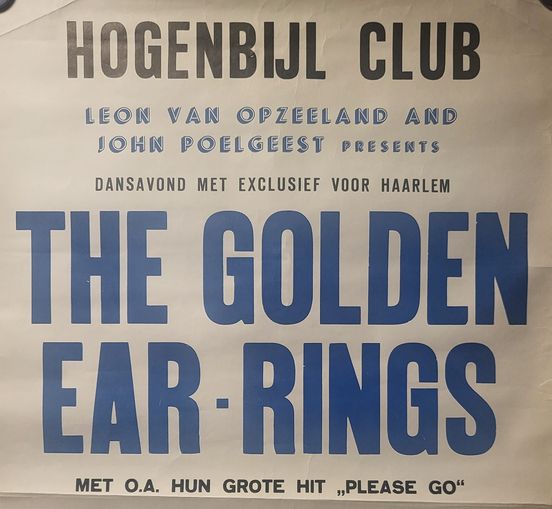 HOGENBIJL CLUB
LEON VAN OPZEELAND AND
JOHN POELGEEST PRESENTS
DANSAVOND MET EXCLUSIEF VOOR HAARLEM
THE GOLDEN
EAR-RINGS
MET O.A. HUN GROTE HIT „PLEASE GO“